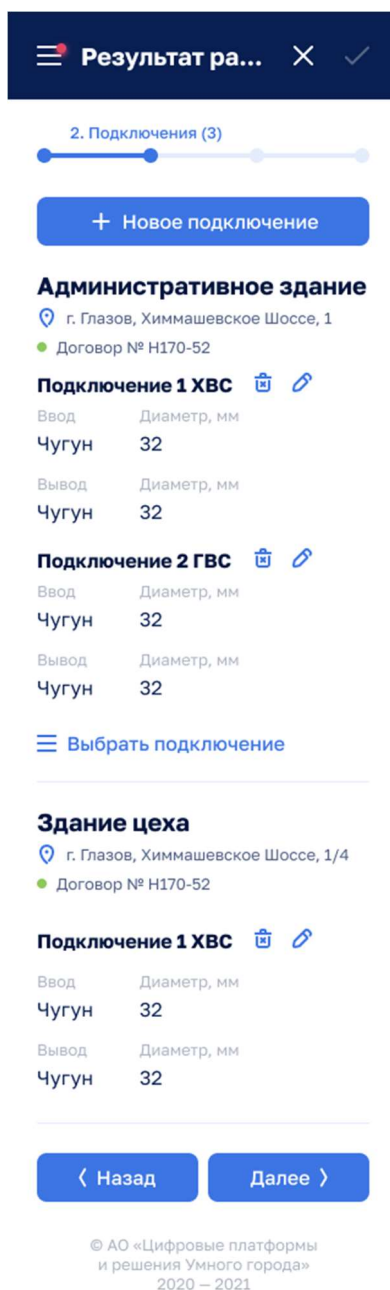 Результат ра...
2. Подключения (3)
+ Новое подключение
Административное здание
г. Глазов, Химмашевское Шоссе, 1
Договор № Н170-52
Подключение 1 ХВС
Ввод Диаметр, мм
Чугун 32
Вывод Диаметр, мм
Чугун 32
Подключение 2 ГВС
Ввод Диаметр, мм
Чугун 32
Вывод Диаметр, мм
Чугун 32
Выбрать подключение
Здание цеха
г. Глазов, Химмашевское Шоссе, 1/4
Договор № Н170-52
Подключение 1 ХВС
Ввод Диаметр, мм
Чугун 32
Вывод Диаметр, мм
Чугун 32
Назад Далее
© АО «Цифровые платформы
и решения Умного города»
2020 — 2021